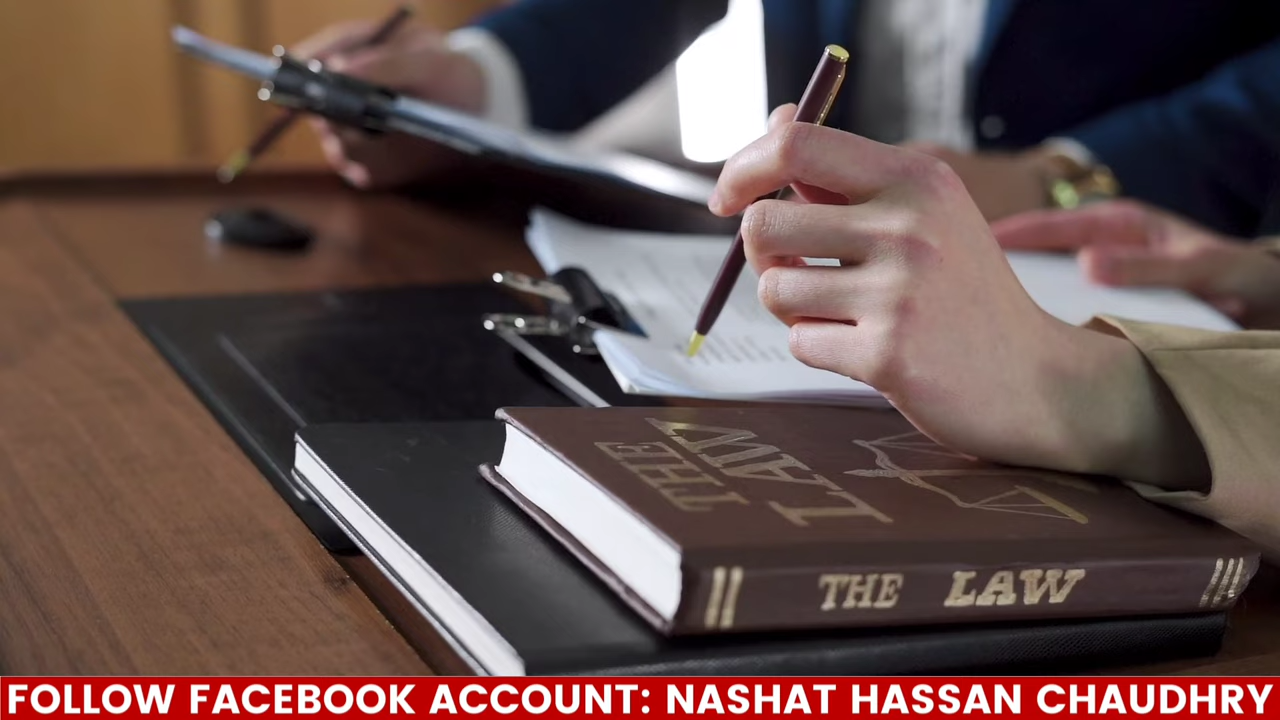 THE
LAW
THE LAW
FOLLOW FACEBOOK ACCOUNT: NASHAT HASSAN CHAUDHRY